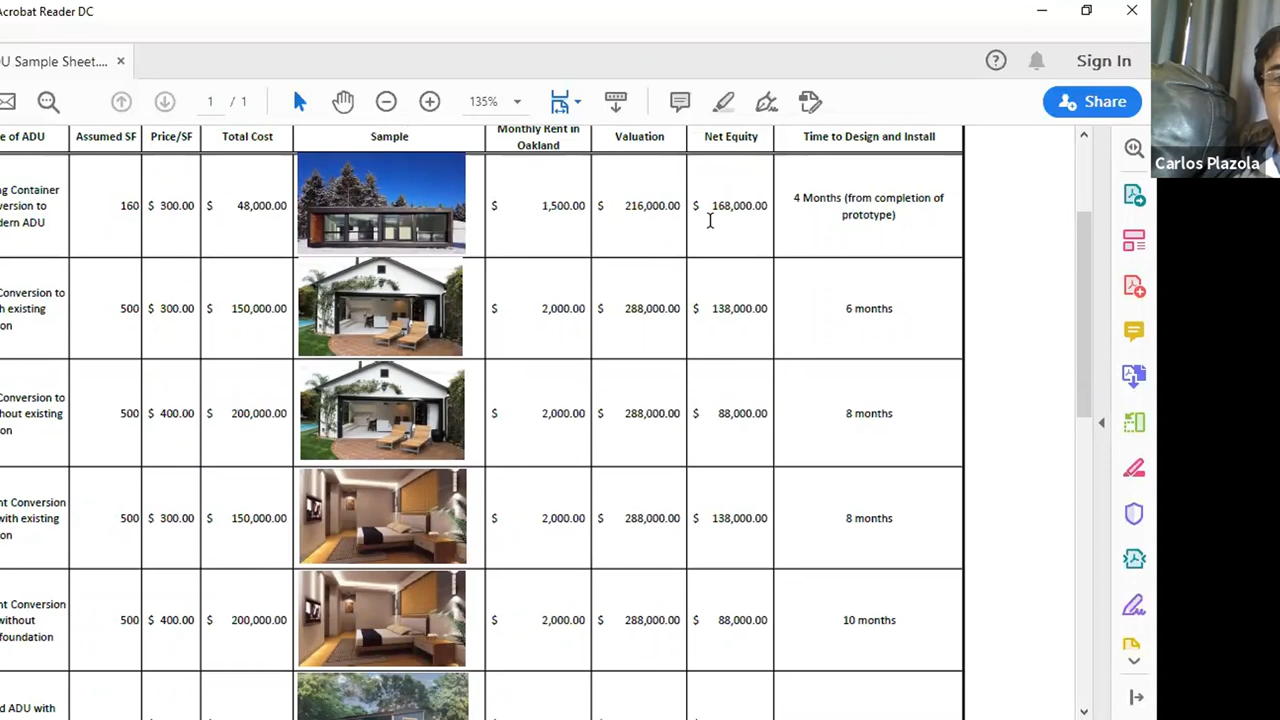 Acrobat Reader DC
DU Sample Sheet.... ×
Sign In
1 / 1
135%
Share
Carlos Plazola
e of ADU Assumed SF Price/SF Total Cost Sample Monthly Rent in Oakland Valuation Net Equity Time to Design and Install
g Container
version to
dern ADU
160 $ 300.00 $ 48,000.00 $ 1,500.00 $ 216,000.00 $ 168,000.00 4 Months (from completion of
prototype)
Conversion to
h existing
on
500 $ 300.00 $ 150,000.00 $ 2,000.00 $ 288,000.00 $ 138,000.00 6 months
Conversion to
hout existing
on
500 $ 400.00 $ 200,000.00 $ 2,000.00 $ 288,000.00 $ 88,000.00 8 months
nt Conversion
with existing
on
500 $ 300.00 $ 150,000.00 $ 2,000.00 $ 288,000.00 $ 138,000.00 8 months
nt Conversion
without
foundation
500 $ 400.00 $ 200,000.00 $ 2,000.00 $ 288,000.00 $ 88,000.00 10 months
d ADU with